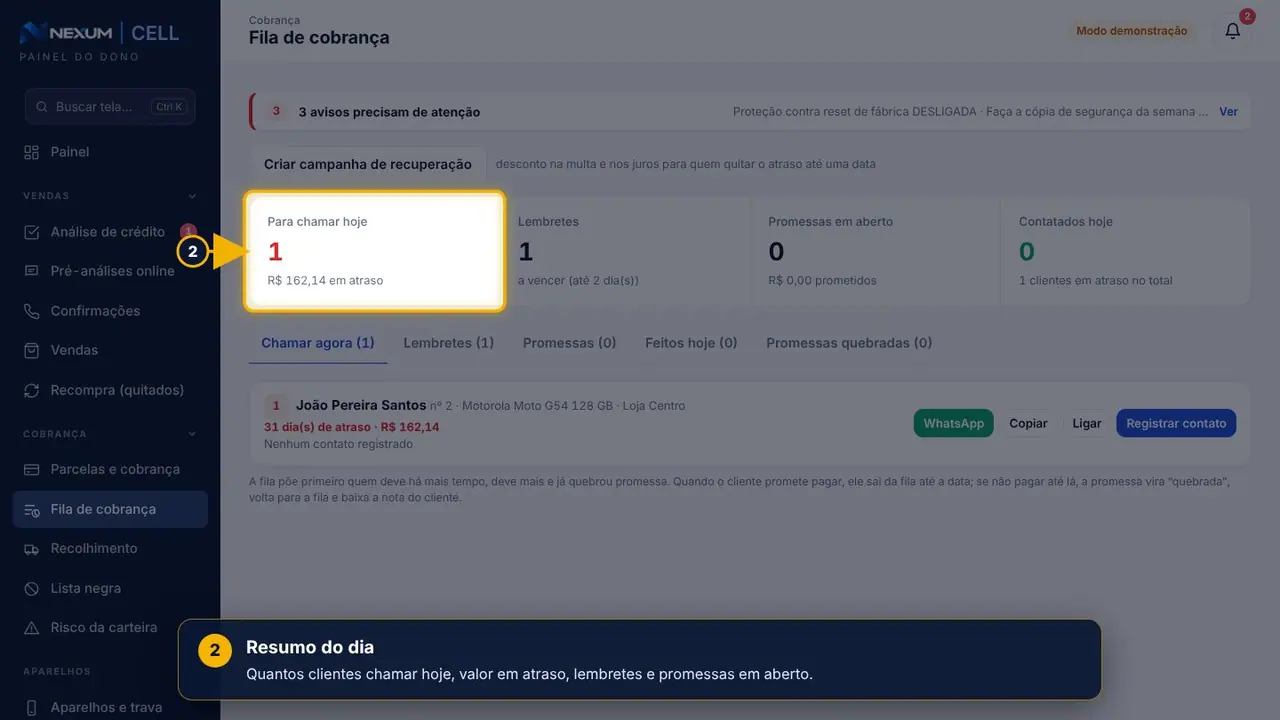 NEXUM | CELL
PAINEL DO DONO
Buscar tela... Ctrl K
Painel
VENDAS
Análise de crédito 1
Pré-análises online
Confirmações
Vendas
Recompra (quitados)
COBRANÇA
Parcelas e cobrança
Fila de cobrança
Recolhimento
Lista negra
Risco da carteira
APARELHOS
Aparelhos e trava
Cobrança
Fila de cobrança
Modo demonstração
2
3 3 avisos precisam de atenção Proteção contra reset de fábrica DESLIGADA · Faça a cópia de segurança da semana ... Ver
Criar campanha de recuperação desconto na multa e nos juros para quem quitar o atraso até uma data
2
Para chamar hoje
1
R$ 162,14 em atraso
Lembretes
1
a vencer (até 2 dia(s))
Promessas em aberto
0
R$ 0,00 prometidos
Contatados hoje
0
1 clientes em atraso no total
Chamar agora (1) Lembretes (1) Promessas (0) Feitos hoje (0) Promessas quebradas (0)
1 João Pereira Santos nº 2 · Motorola Moto G54 128 GB · Loja Centro
31 dia(s) de atraso · R$ 162,14
Nenhum contato registrado
WhatsApp Copiar Ligar Registrar contato
A fila põe primeiro quem deve há mais tempo, deve mais e já quebrou promessa. Quando o cliente promete pagar, ele sai da fila até a data; se não pagar até lá, a promessa vira "quebrada",
volta para a fila e baixa a nota do cliente.
2 Resumo do dia
Quantos clientes chamar hoje, valor em atraso, lembretes e promessas em aberto.